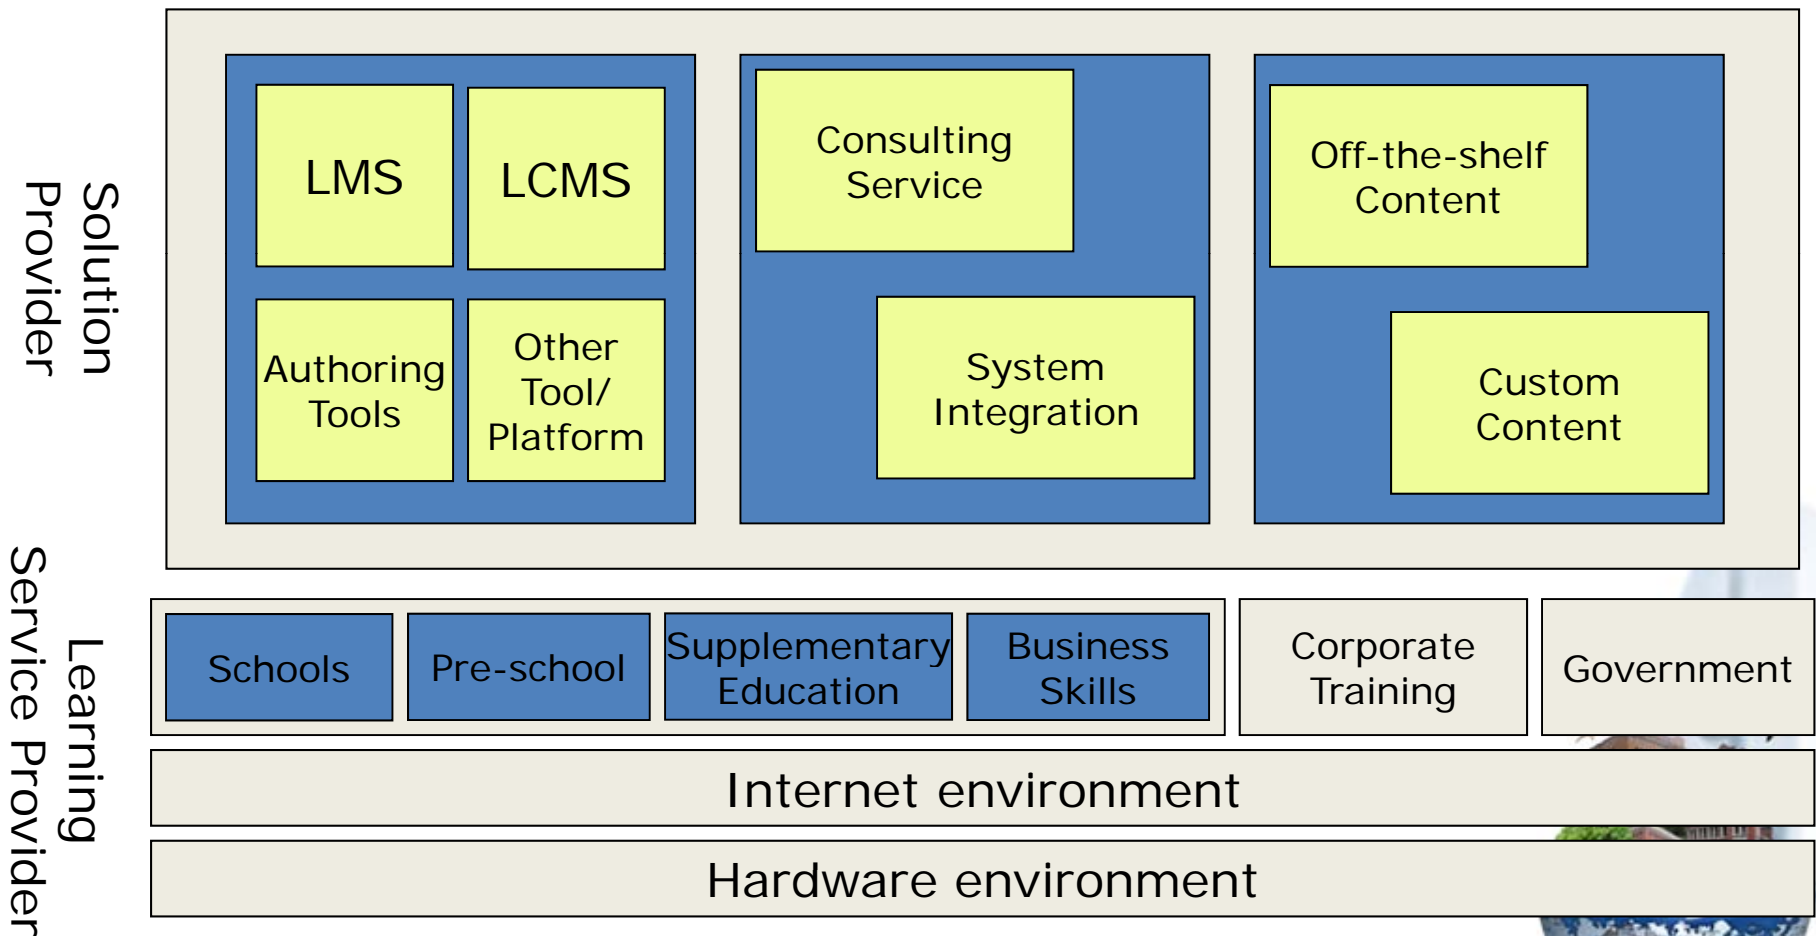 Solution
Provider
LMS
LCMS
Authoring
Tools
Other
Tool/
Platform
Consulting
Service
System
Integration
Off-the-shelf
Content
Custom
Content
Learning
Service Provider
Schools
Pre-school
Supplementary
Education
Business
Skills
Corporate
Training
Government
Internet environment
Hardware environment